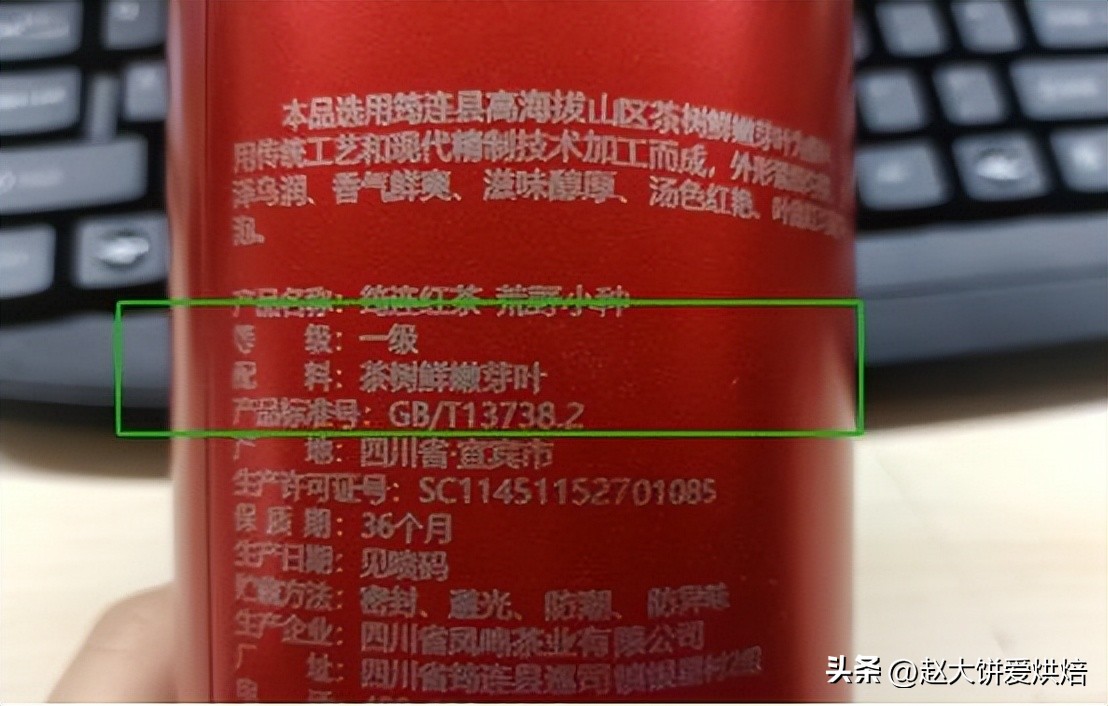 本品选用筠连县高海拔山区茶树鲜嫩芽叶为
用传统工艺和现代精制技术加工而成，外形
泽乌润、香气鲜爽、滋味醇厚、汤色红艳、叶底
泡。
产品名称：筠连红茶 荒野小种
等 级：一级
配 料：茶树鲜嫩芽叶
产品标准号：GB/T13738.2
产 地：四川省·宜宾市
生产许可证号：SC11451152701085
保 质 期：36个月
生产日期：见喷码
贮藏方法：密封、避光、防潮、防异味
生产企业：四川省凤鸣茶业有限公司
厂 址：四川省筠连县巡司
头条 @赵大饼爱烘焙